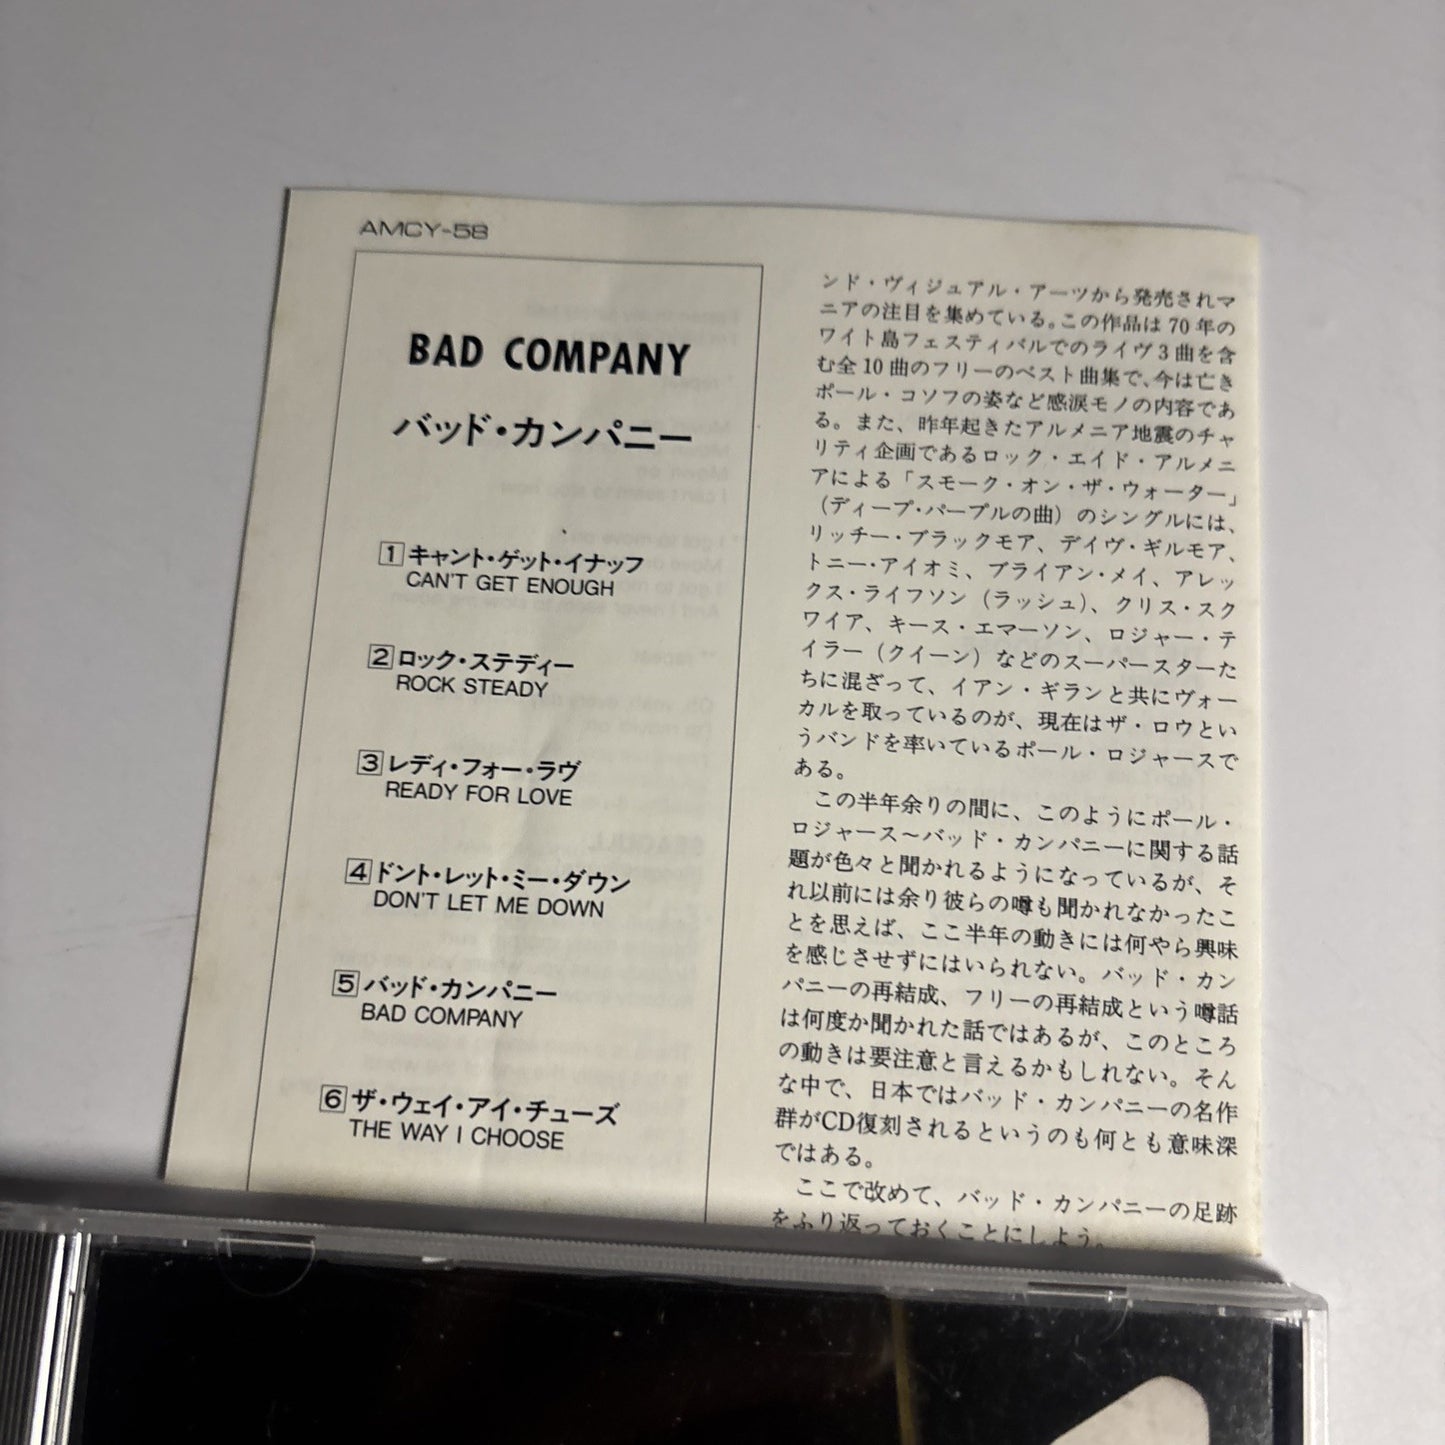 AMCY-58
BAD COMPANY
バッド・カンパニー
1 キャント・ゲット・イナッフ
CAN'T GET ENOUGH
2 ロック・ステディー
ROCK STEADY
3 レディ・フォー・ラヴ
READY FOR LOVE
4 ドント・レット・ミー・ダウン
DON'T LET ME DOWN
5 バッド・カンパニー
BAD COMPANY
6 ザ・ウェイ・アイ・チューズ
THE WAY I CHOOSE
ンド・ヴィジュアル・アーツから発売されマ
ニアの注目を集めている。この作品は70年の
ワイト島フェスティバルでのライヴ3曲を含
む全10曲のフリーのベスト曲集で、今は亡き
ポール・コソフの姿など感涙モノの内容であ
る。また、昨年起きたアルメニア地震のチャ
リティ企画であるロック・エイド・アルメニ
アによる「スモーク・オン・ザ・ウォーター」
（ディープ・パープルの曲）のシングルには、
リッチー・ブラックモア、デイヴ・ギルモア、
トニー・アイオミ、ブライアン・メイ、アレッ
クス・ライフソン（ラッシュ）、クリス・スク
ワイア、キース・エマーソン、ロジャー・テ
イラー（クイーン）などのスーパースターた
ちに混ざって、イアン・ギランと共にヴォー
カルを取っているのが、現在はザ・ロウとい
うバンドを率いているポール・ロジャースで
ある。
この半年余りの間に、このようにポール・
ロジャース～バッド・カンパニーに関する話
題が色々と聞かれるようになっているが、そ
れ以前には余り彼らの噂も聞かれなかったこ
とを思えば、ここ半年の動きには何やら興味
を感じさせずにはいられない。バッド・カン
パニーの再結成、フリーの再結成という噂話
は何度か聞かれた話ではあるが、このところ
の動きは要注意と言えるかもしれない。そん
な中で、日本ではバッド・カンパニーの名作
群がCD復刻されるというのも何とも意味深
ではある。
ここで改めて、バッド・カンパニーの足跡
をふり返っておくことにしよう。